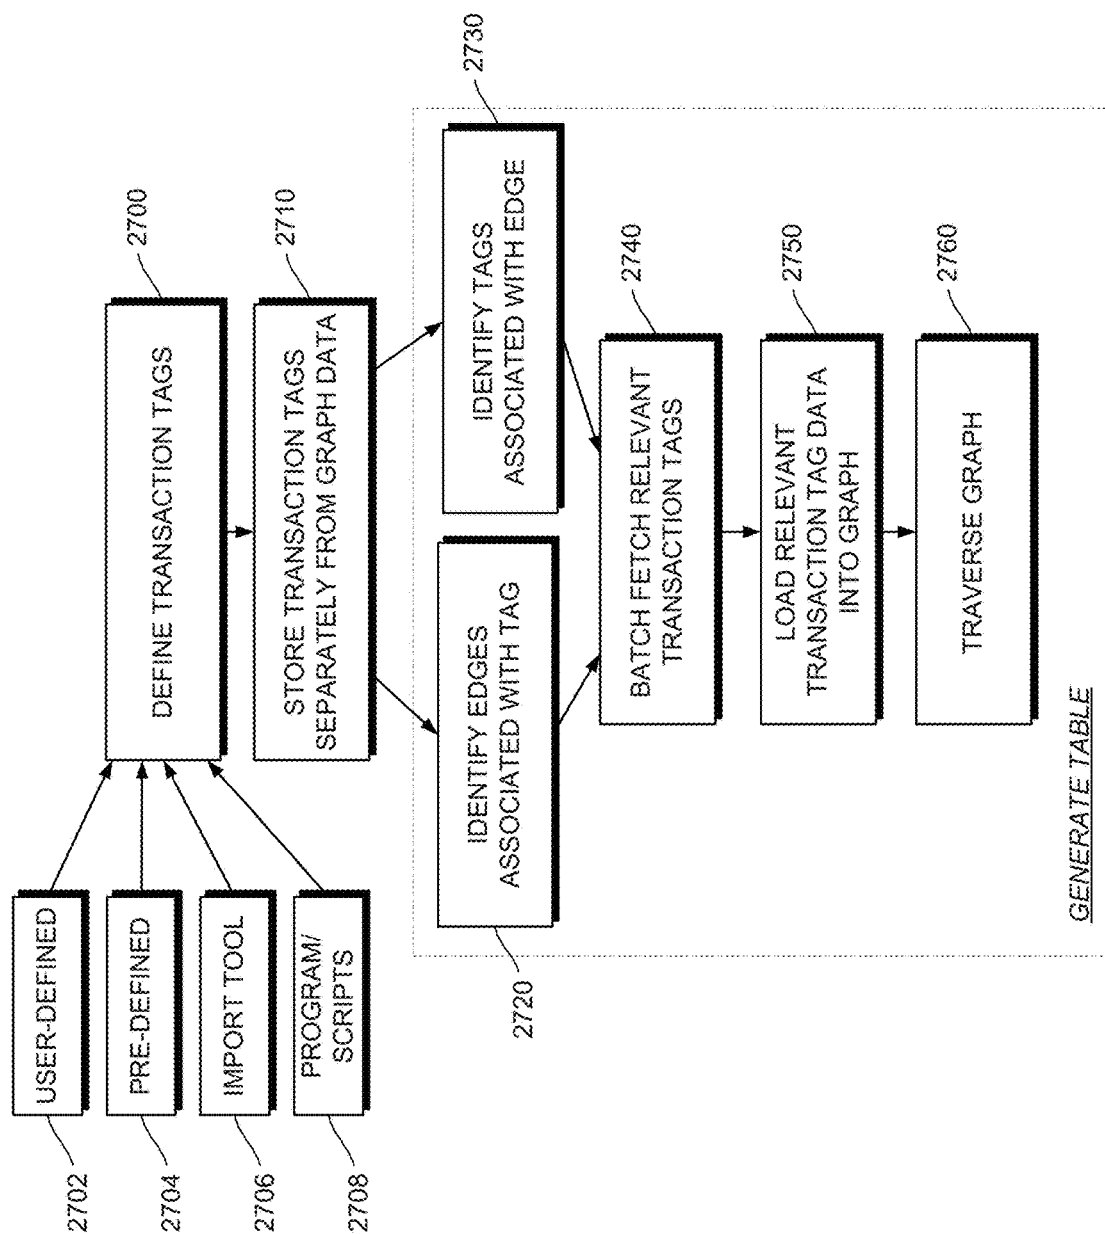 2702
USER-DEFINED
2704
PRE-DEFINED
2706
IMPORT TOOL
2708
PROGRAM/
SCRIPTS
2700
DEFINE TRANSACTION TAGS
2710
STORE TRANSACTION TAGS
SEPARATELY FROM GRAPH DATA
2720
IDENTIFY EDGES
ASSOCIATED WITH TAG
2730
IDENTIFY TAGS
ASSOCIATED WITH EDGE
2740
BATCH FETCH RELEVANT
TRANSACTION TAGS
2750
LOAD RELEVANT
TRANSACTION TAG DATA
INTO GRAPH
2760
TRAVERSE GRAPH
GENERATE TABLE